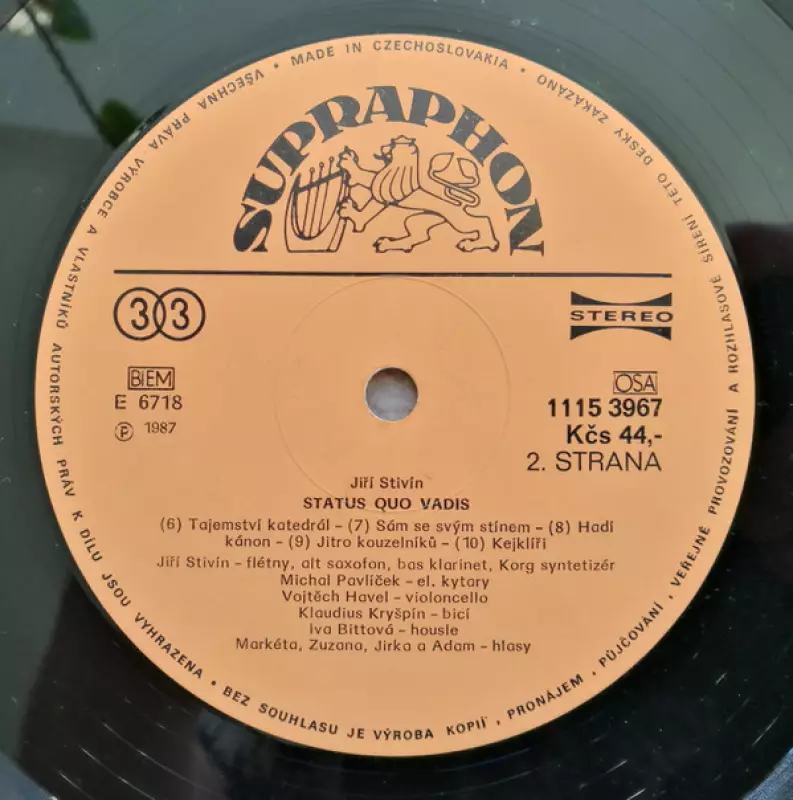 VŠECHNA PRÁVA VÝROBCE A VLASTNÍKŮ AUTORSKÝCH PRÁV K DÍLU JSOU VYHRAZENA • BEZ SOUHLASU JE VÝROBA KOPIÍ, PRONÁJEM, PŮJČOVÁNÍ, VEŘEJNÉ PROVOZOVÁNÍ A ROZHLASOVÉ ŠÍŘENÍ TÉTO DESKY ZAKÁZÁNO • MADE IN CZECHOSLOVAKIA •
SUPRAPHON
33
STEREO
BIEM
OSA
E 6718
1115 3967
Ⓟ 1987
Kčs 44,-
2. STRANA
Jiří Stivín
STATUS QUO VADIS
(6) Tajemství katedrál – (7) Sám se svým stínem – (8) Hadí
kánon – (9) Jitro kouzelníků – (10) Kejklíři
Jiří Stivín – flétny, alt saxofon, bas klarinet, Korg syntetizér
Michal Pavlíček – el. kytary
Vojtěch Havel – violoncello
Klaudius Kryšpín – bicí
Iva Bittová – housle
Markéta, Zuzana, Jirka a Adam – hlasy